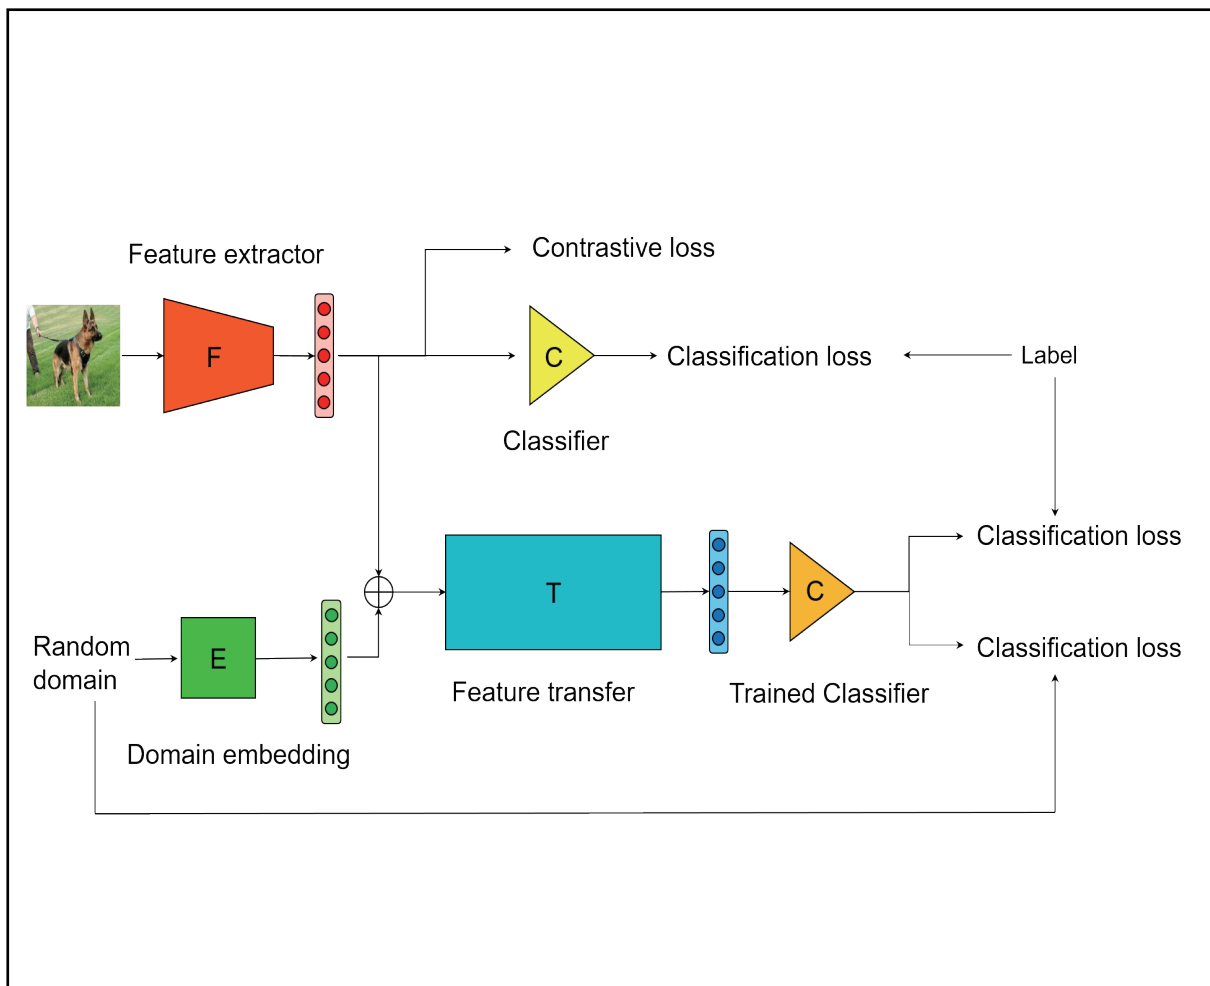 Feature extractor
Contrastive loss
F
C
Classification loss
Label
Classifier
Classification loss
T
C
Random
domain
E
Classification loss
Feature transfer
Trained Classifier
Domain embedding